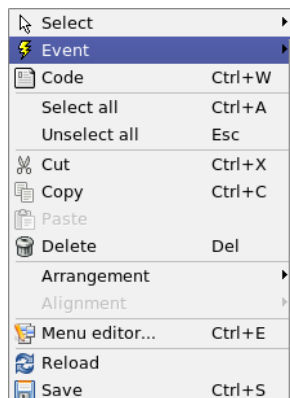 Select
Event
Code Ctrl+W
Select all Ctrl+A
Unselect all Esc
Cut Ctrl+X
Copy Ctrl+C
Paste
Delete Del
Arrangement
Alignment
Menu editor... Ctrl+E
Reload
Save Ctrl+S